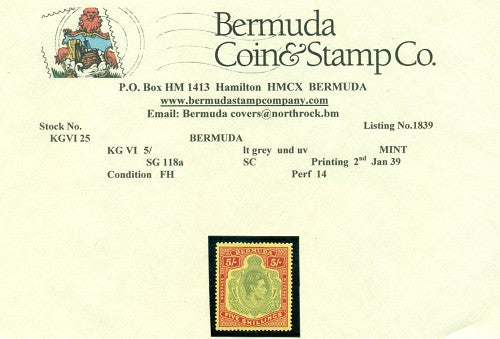 Bermuda
Coin&Stamp Co.
P.O. Box HM 1413 Hamilton HMCX BERMUDA
www.bermudastampcompany.com
Email: Bermuda covers@northrock.bm
Stock No. Listing No.1839
KGVI 25 BERMUDA
KG VI 5/ lt grey und uv MINT
SG 118a SC Printing 2nd Jan 39
Condition FH Perf 14
BERMUDA
5/- 5/-
FIVE SHILLINGS